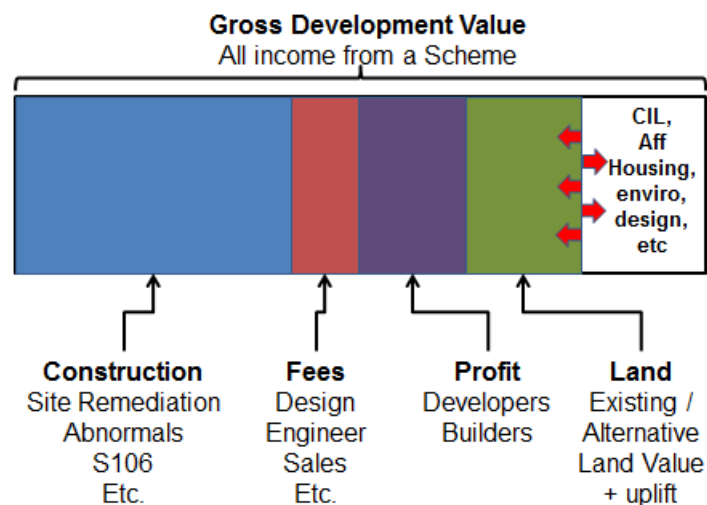 Gross Development Value
All income from a Scheme
CIL,
Aff
Housing,
enviro,
design,
etc
Construction
Site Remediation
Abnormals
S106
Etc.
Fees
Design
Engineer
Sales
Etc.
Profit
Developers
Builders
Land
Existing /
Alternative
Land Value
+ uplift